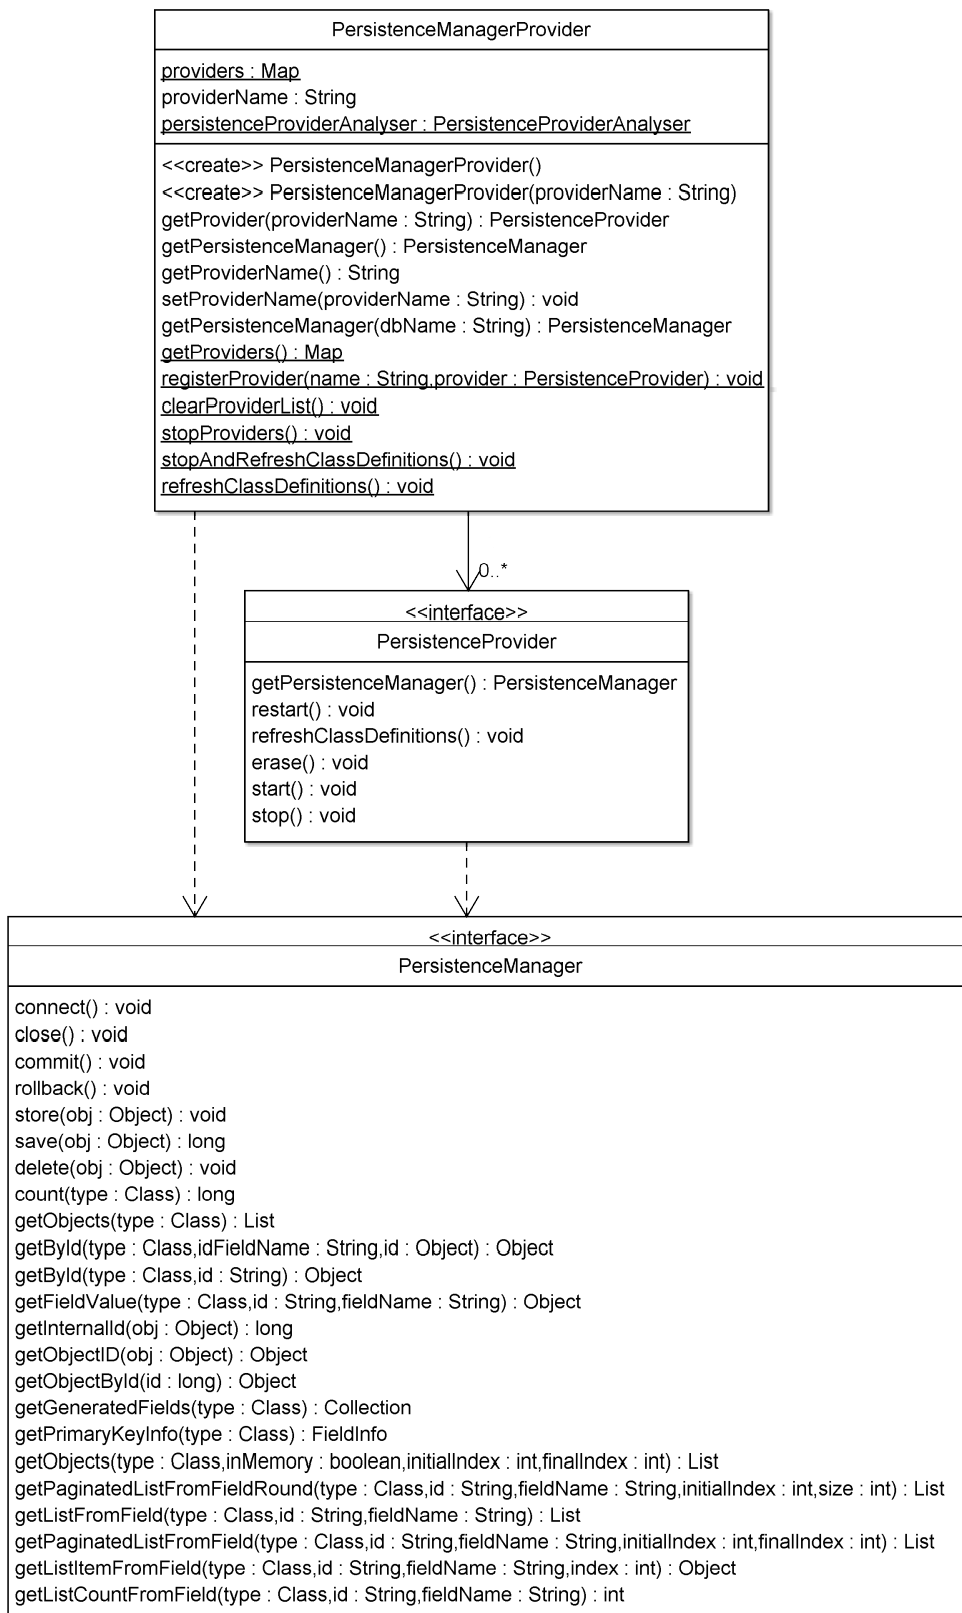 PersistenceManagerProvider
providers : Map
providerName : String
persistenceProviderAnalyser : PersistenceProviderAnalyser
<<create>> PersistenceManagerProvider()
<<create>> PersistenceManagerProvider(providerName : String)
getProvider(providerName : String) : PersistenceProvider
getPersistenceManager() : PersistenceManager
getProviderName() : String
setProviderName(providerName : String) : void
getPersistenceManager(dbName : String) : PersistenceManager
getProviders() : Map
registerProvider(name : String,provider : PersistenceProvider) : void
clearProviderList() : void
stopProviders() : void
stopAndRefreshClassDefinitions() : void
refreshClassDefinitions() : void
0..*
<<interface>>
PersistenceProvider
getPersistenceManager() : PersistenceManager
restart() : void
refreshClassDefinitions() : void
erase() : void
start() : void
stop() : void
<<interface>>
PersistenceManager
connect() : void
close() : void
commit() : void
rollback() : void
store(obj : Object) : void
save(obj : Object) : long
delete(obj : Object) : void
count(type : Class) : long
getObjects(type : Class) : List
getById(type : Class,idFieldName : String,id : Object) : Object
getById(type : Class,id : String) : Object
getFieldValue(type : Class,id : String,fieldName : String) : Object
getInternalId(obj : Object) : long
getObjectID(obj : Object) : Object
getObjectById(id : long) : Object
getGeneratedFields(type : Class) : Collection
getPrimaryKeyInfo(type : Class) : FieldInfo
getObjects(type : Class,inMemory : boolean,initialIndex : int,finalIndex : int) : List
getPaginatedListFromFieldRound(type : Class,id : String,fieldName : String,initialIndex : int,size : int) : List
getListFromField(type : Class,id : String,fieldName : String) : List
getPaginatedListFromField(type : Class,id : String,fieldName : String,initialIndex : int,finalIndex : int) : List
getListItemFromField(type : Class,id : String,fieldName : String,index : int) : Object
getListCountFromField(type : Class,id : String,fieldName : String) : int